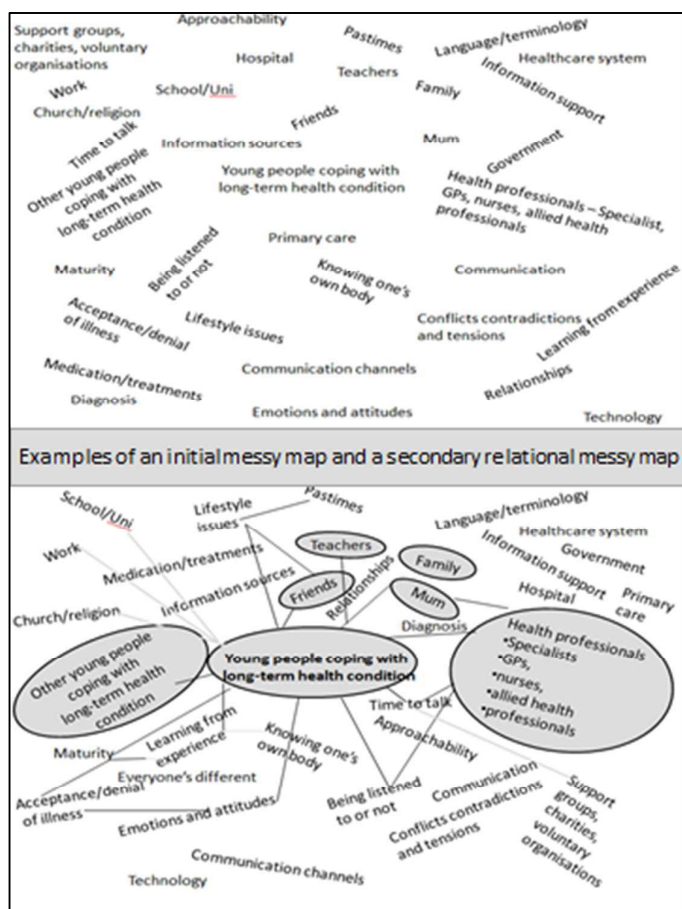 Approachability
Support groups,
charities, voluntary
organisations
Pastimes
Language/terminology
Hospital
Healthcare system
Teachers
Information support
Work
School/Uni
Family
Church/religion
Friends
Time to talk
Information sources
Mum
Government
Other young people
coping with
long-term health
condition
Young people coping with
long-term health condition
Health professionals – Specialist,
GPs, nurses, allied health
professionals
Primary care
Being listened
to or not
Maturity
Knowing one's
own body
Communication
Learning from experience
Acceptance/denial
of illness
Lifestyle issues
Conflicts contradictions
and tensions
Medication/treatments
Communication channels
Relationships
Diagnosis
Emotions and attitudes
Technology
Examples of an initial messy map and a secondary relational messy map
School/Uni
Lifestyle
issues
Pastimes
Language/terminology
Healthcare system
Work
Teachers
Government
Medication/treatments
Family
Information support
Information sources
Friends
Relationships
Mum
Hospital
Primary
care
Church/religion
Diagnosis
Health professionals
•Specialists
•GPs,
•nurses,
•allied health
•professionals
Other young people
coping with
long-term health
condition
Young people coping with
long-term health condition
Time to talk
Learning from
experience
Knowing one's
own body
Approachability
Maturity
Everyone's different
Acceptance/denial
of illness
Emotions and attitudes
Being listened
to or not
Communication
Conflicts contradictions
and tensions
Support
groups,
charities,
voluntary
organisations
Communication channels
Technology